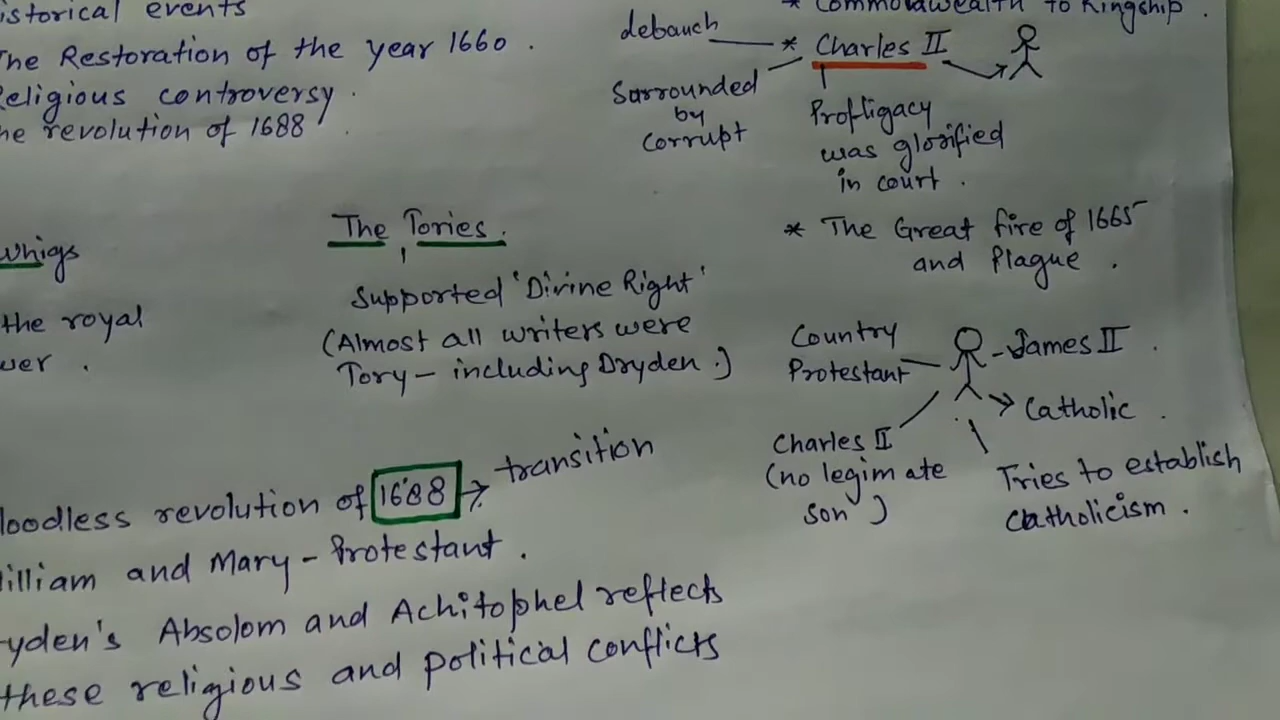 istorical events
The Restoration of the year 1660 .
Religious controversy .
he revolution of 1688
* Commonwealth to Kingship .
debauch
* Charles II
Surrounded
by
corrupt
Profligacy
was glorified
in court .
* The Great fire of 1665
and Plague .
whigs
the royal
wer .
The Tories .
Supported 'Divine Right'
(Almost all writers were
Tory - including Dryden .)
Country
Protestant
- James II .
Catholic .
Charles II
(no legimate
son )
Tries to establish
Catholicism .
loodless revolution of 1688 → transition
illiam and Mary - Protestant .
ryden's Absolom and Achitophel reflects
these religious and political conflicts